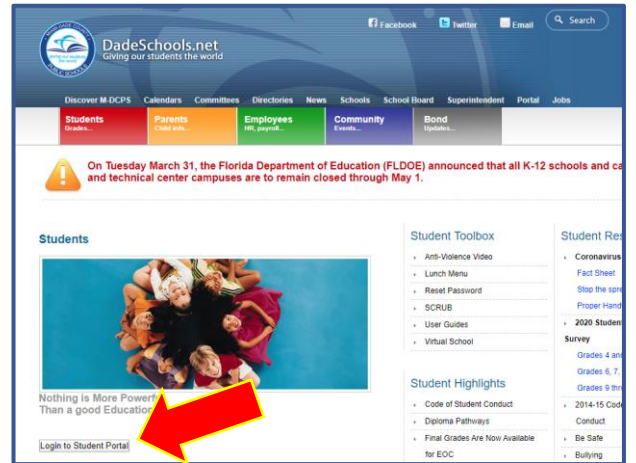 Facebook Twitter Email Search
DadeSchools.net
Giving our students the world
Discover M-DCPS Calendars Committees Directories News Schools School Board Superintendent Portal Jobs
Students
Grades...
Parents
Child info...
Employees
HR, payroll...
Community
Events...
Bond
Updates...
On Tuesday March 31, the Florida Department of Education (FLDOE) announced that all K-12 schools and ca
and technical center campuses are to remain closed through May 1.
Students
Nothing is More Powerf
Than a good Education
Login to Student Portal
Student Toolbox
Anti-Violence Video
Lunch Menu
Reset Password
SCRUB
User Guides
Virtual School
Student Highlights
Code of Student Conduct
Diploma Pathways
Final Grades Are Now Available
for EOC
Student Res
Coronavirus
Fact Sheet
Stop the spre
Proper Hand
2020 Student
Survey
Grades 4 and
Grades 6, 7,
Grades 9 thr
2014-15 Code
Conduct
Be Safe
Bullying